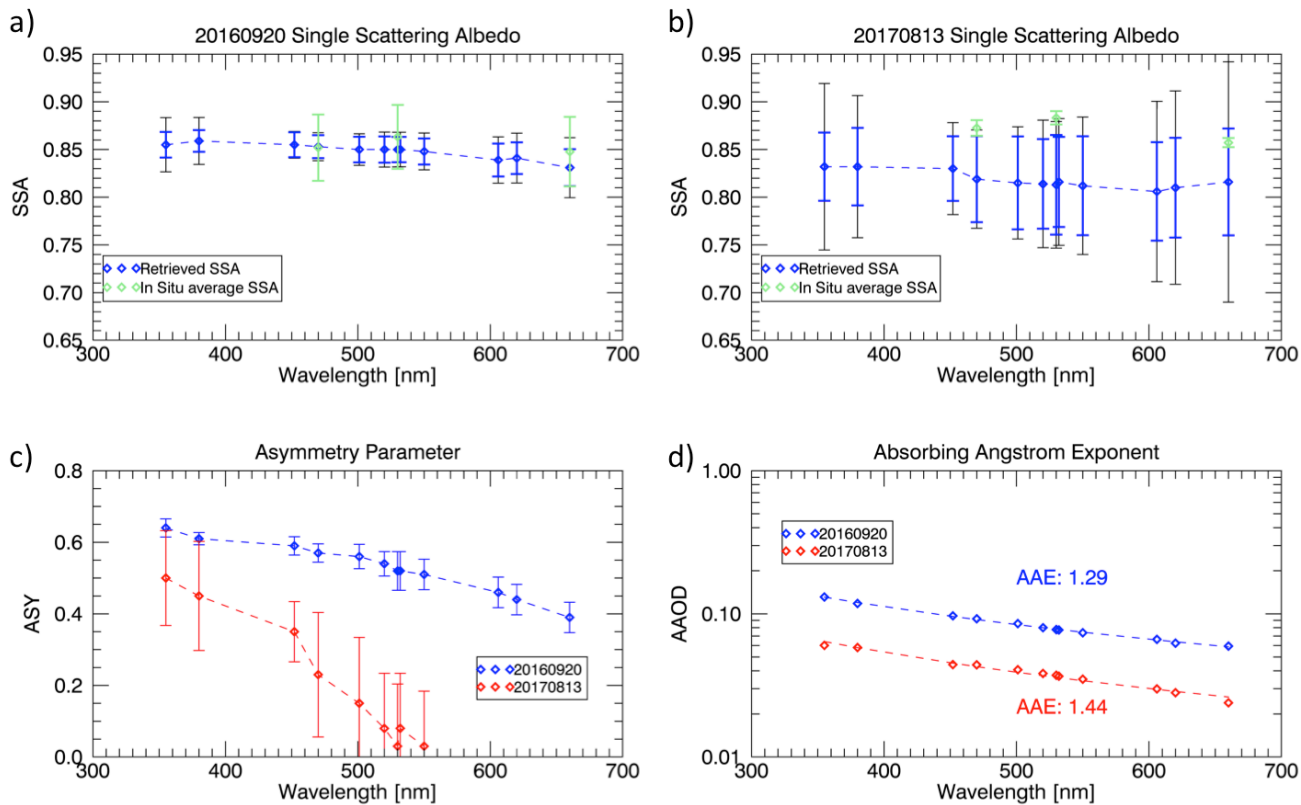 a)
20160920 Single Scattering Albedo
0.95
0.90
0.85
0.80
0.75
0.70
0.65
SSA
Retrieved SSA
In Situ average SSA
300 400 500 600 700
Wavelength [nm]
b)
20170813 Single Scattering Albedo
0.95
0.90
0.85
0.80
0.75
0.70
0.65
SSA
Retrieved SSA
In Situ average SSA
300 400 500 600 700
Wavelength [nm]
c)
Asymmetry Parameter
0.8
0.6
0.4
0.2
0.0
ASY
20160920
20170813
300 400 500 600 700
Wavelength [nm]
d)
Absorbing Angstrom Exponent
1.00
0.10
0.01
AAOD
20160920
20170813
AAE: 1.29
AAE: 1.44
300 400 500 600 700
Wavelength [nm]